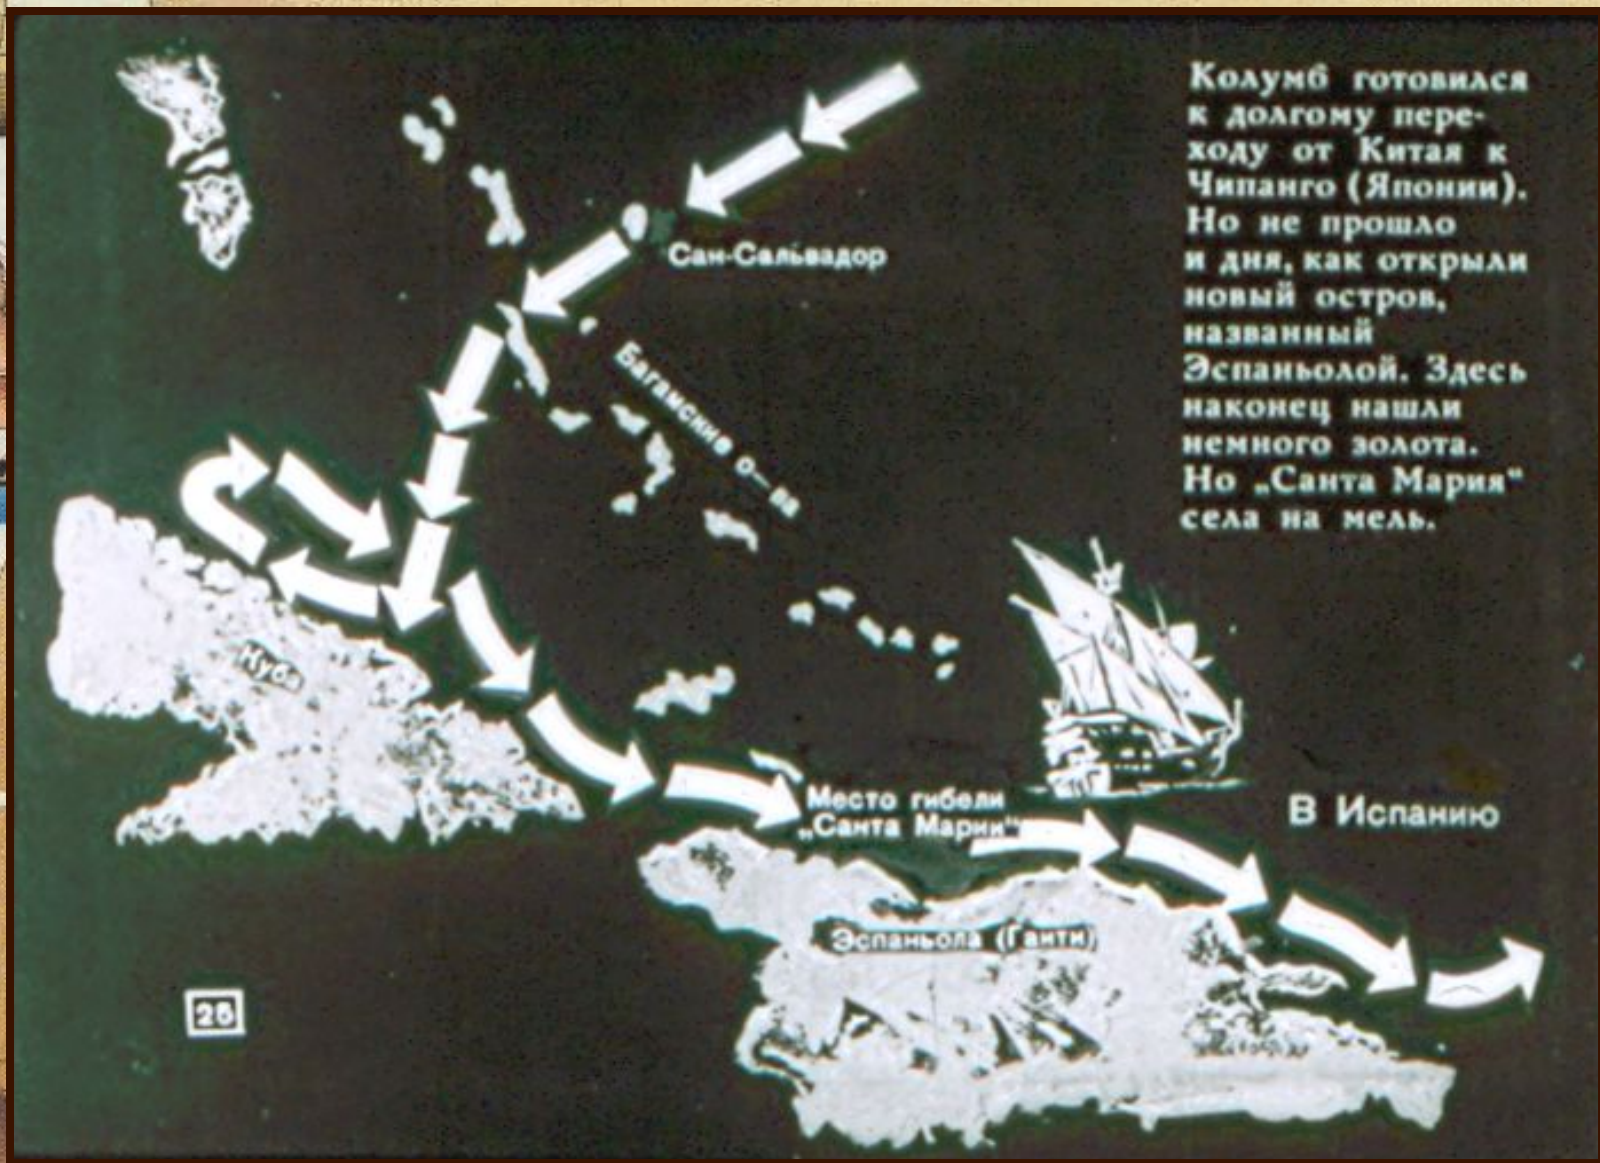 Колумб готовился
к долгому пере-
ходу от Китая к
Чипанго (Японии).
Но не прошло
и дня, как открыли
новый остров,
названный
Эспаньолой. Здесь
наконец нашли
немного золота.
Но „Санта Мария“
села на мель.
Сан-Сальвадор
Багамские о—ва
Куба
Место гибели
„Санта Марии“
В Испанию
Эспаньола (Гаити)
25